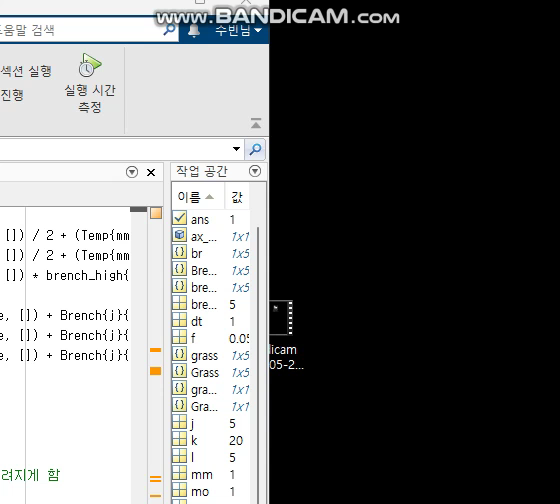 www.BANDICAM.com
도움말 검색
수빈님
섹션 실행
진행
실행 시간
측정
작업 공간
이름
값
[]) / 2 + (Temp{mm
[]) / 2 + (Temp{mm
[]) * brench_high{
e, []) + Brench{j}{
e, []) + Brench{j}{
e, []) + Brench{j}{
려지게 함
ans 1
ax_... 1x1
br 1x5
Bre... 1x5
bre... 1x5
bre... 5
dt 1
f 0.05
grass 1x5
Grass 1x5
gra... 1x1
Gra... 1x1
j 5
k 20
l 5
mm 1
mo 1
dicam
05-2...